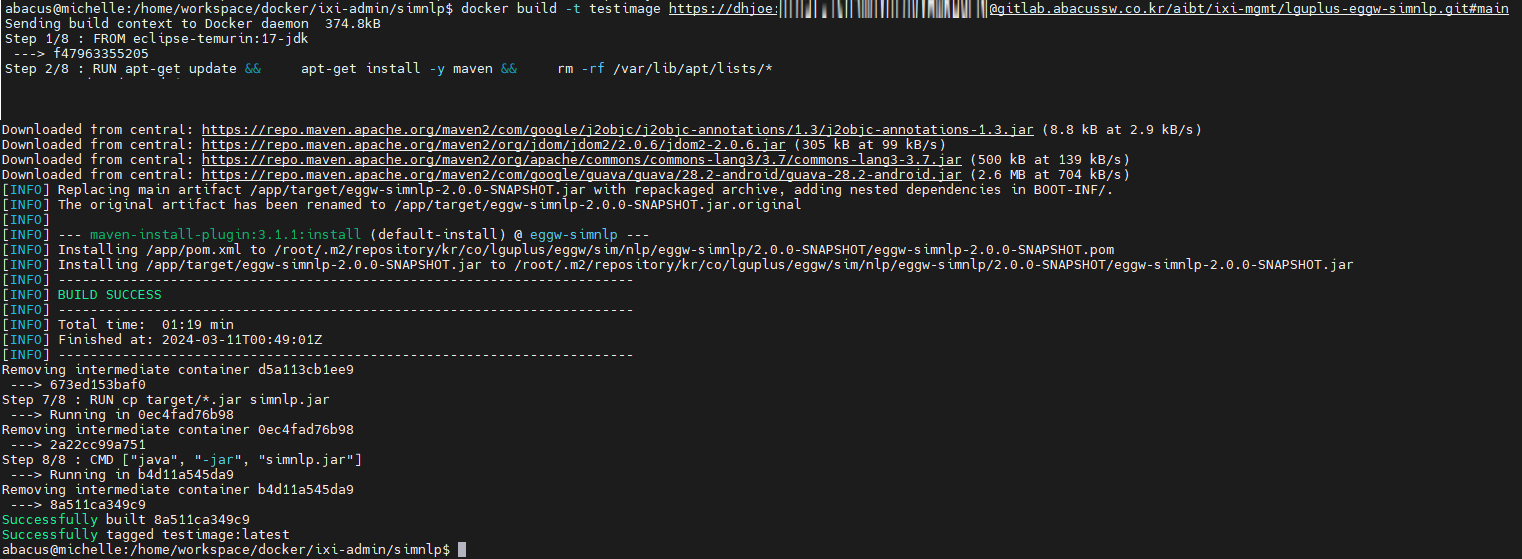 abacus@michelle:/home/workspace/docker/ixi-admin/simnlp$ docker build -t testimage https://dhjoe: @gitlab.abacussw.co.kr/aibt/ixi-mgmt/lguplus-eggw-simnlp.git#main
Sending build context to Docker daemon  374.8kB
Step 1/8 : FROM eclipse-temurin:17-jdk
 ---> f47963355205
Step 2/8 : RUN apt-get update &&     apt-get install -y maven &&     rm -rf /var/lib/apt/lists/*
Downloaded from central: https://repo.maven.apache.org/maven2/com/google/j2objc/j2objc-annotations/1.3/j2objc-annotations-1.3.jar (8.8 kB at 2.9 kB/s)
Downloaded from central: https://repo.maven.apache.org/maven2/org/jdom/jdom2/2.0.6/jdom2-2.0.6.jar (305 kB at 99 kB/s)
Downloaded from central: https://repo.maven.apache.org/maven2/org/apache/commons/commons-lang3/3.7/commons-lang3-3.7.jar (500 kB at 139 kB/s)
Downloaded from central: https://repo.maven.apache.org/maven2/com/google/guava/guava/28.2-android/guava-28.2-android.jar (2.6 MB at 704 kB/s)
[INFO] Replacing main artifact /app/target/eggw-simnlp-2.0.0-SNAPSHOT.jar with repackaged archive, adding nested dependencies in BOOT-INF/.
[INFO] The original artifact has been renamed to /app/target/eggw-simnlp-2.0.0-SNAPSHOT.jar.original
[INFO]
[INFO] --- maven-install-plugin:3.1.1:install (default-install) @ eggw-simnlp ---
[INFO] Installing /app/pom.xml to /root/.m2/repository/kr/co/lguplus/eggw/sim/nlp/eggw-simnlp/2.0.0-SNAPSHOT/eggw-simnlp-2.0.0-SNAPSHOT.pom
[INFO] Installing /app/target/eggw-simnlp-2.0.0-SNAPSHOT.jar to /root/.m2/repository/kr/co/lguplus/eggw/sim/nlp/eggw-simnlp/2.0.0-SNAPSHOT/eggw-simnlp-2.0.0-SNAPSHOT.jar
[INFO] ------------------------------------------------------------------------
[INFO] BUILD SUCCESS
[INFO] ------------------------------------------------------------------------
[INFO] Total time:  01:19 min
[INFO] Finished at: 2024-03-11T00:49:01Z
[INFO] ------------------------------------------------------------------------
Removing intermediate container d5a113cb1ee9
 ---> 673ed153baf0
Step 7/8 : RUN cp target/*.jar simnlp.jar
 ---> Running in 0ec4fad76b98
Removing intermediate container 0ec4fad76b98
 ---> 2a22cc99a751
Step 8/8 : CMD ["java", "-jar", "simnlp.jar"]
 ---> Running in b4d11a545da9
Removing intermediate container b4d11a545da9
 ---> 8a511ca349c9
Successfully built 8a511ca349c9
Successfully tagged testimage:latest
abacus@michelle:/home/workspace/docker/ixi-admin/simnlp$